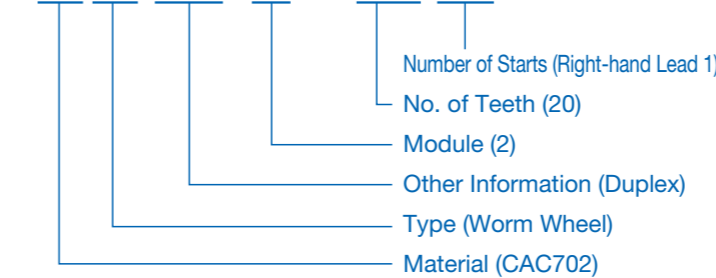 Number of Starts (Right-hand Lead 1)
No. of Teeth (20)
Module (2)
Other Information (Duplex)
Type (Worm Wheel)
Material (CAC702)